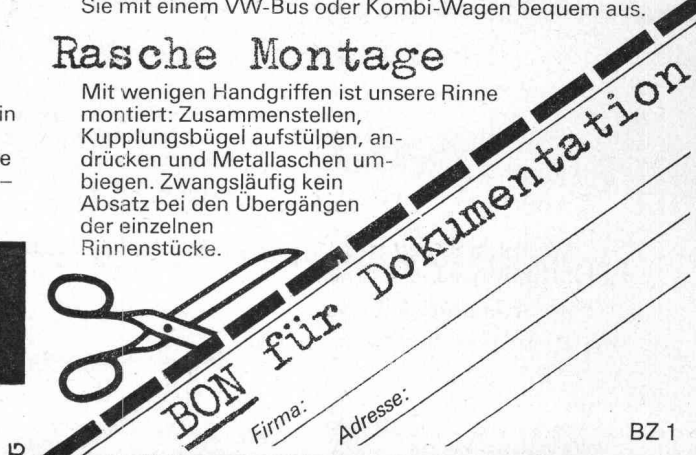 Sie mit einem VW-Bus oder Kombi-Wagen bequem aus.
Rasche Montage
Mit wenigen Handgriffen ist unsere Rinne
montiert: Zusammenstellen,
Kupplungsbügel aufstülpen, an-
drücken und Metallaschen um-
biegen. Zwangsläufig kein
Absatz bei den Übergängen
der einzelnen
Rinnenstücke.
in
e
–
BON für Dokumentation
Firma:
Adresse:
BZ 1